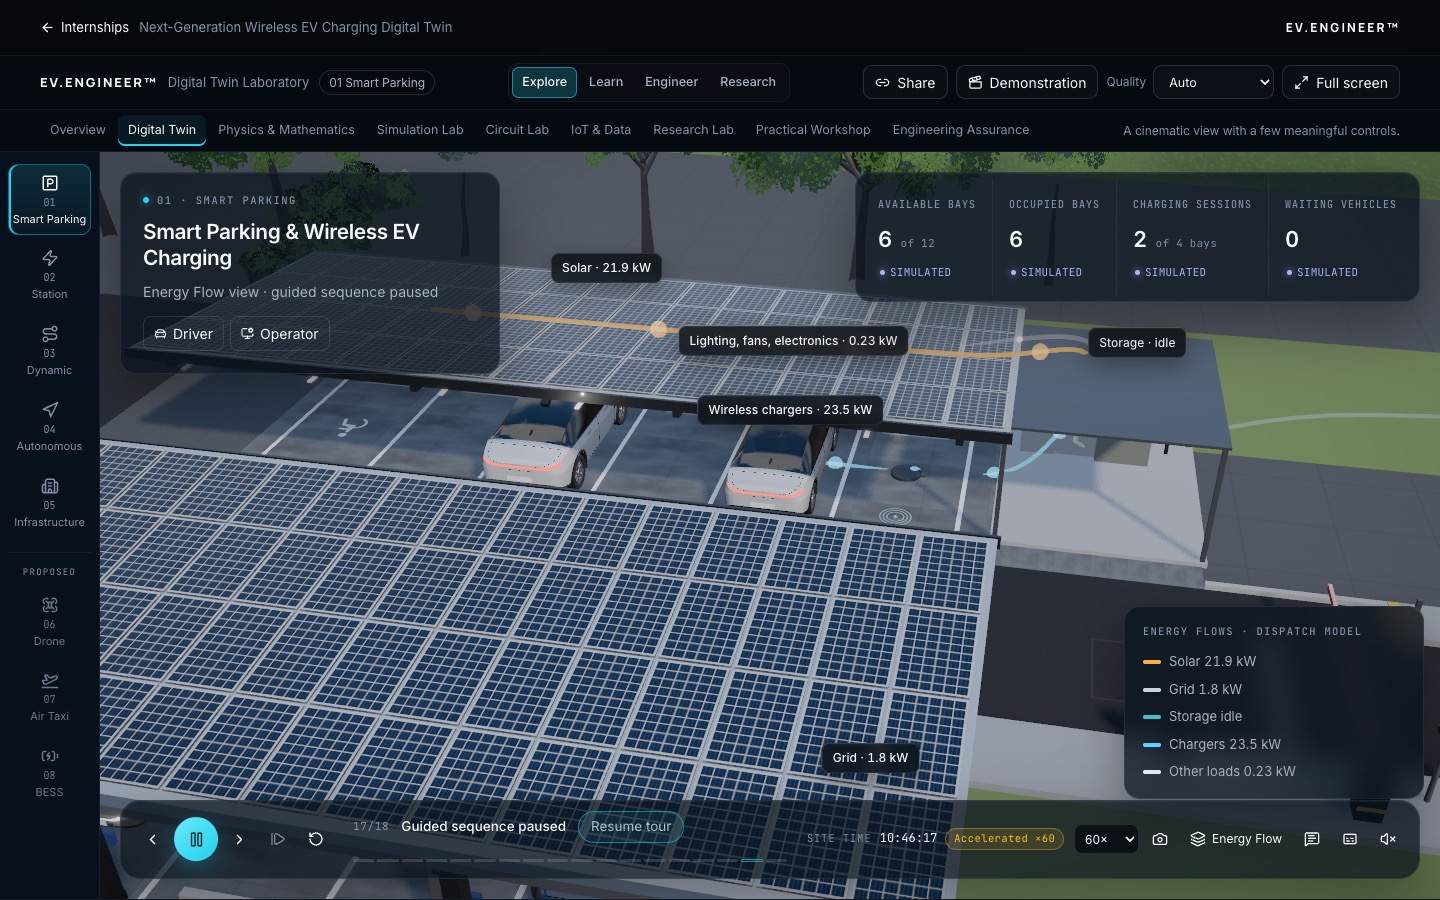 Internships Next-Generation Wireless EV Charging Digital Twin EV.ENGINEER™
EV.ENGINEER™ Digital Twin Laboratory 01 Smart Parking Explore Learn Engineer Research Share Demonstration Quality Auto Full screen
Overview Digital Twin Physics & Mathematics Simulation Lab Circuit Lab IoT & Data Research Lab Practical Workshop Engineering Assurance A cinematic view with a few meaningful controls.
01
Smart Parking
02
Station
03
Dynamic
04
Autonomous
05
Infrastructure
PROPOSED
06
Drone
07
Air Taxi
08
BESS
01 · SMART PARKING
Smart Parking & Wireless EV
Charging
Energy Flow view · guided sequence paused
Driver Operator
AVAILABLE BAYS OCCUPIED BAYS CHARGING SESSIONS WAITING VEHICLES
6 of 12 6 2 of 4 bays 0
SIMULATED SIMULATED SIMULATED SIMULATED
Solar · 21.9 kW
Lighting, fans, electronics · 0.23 kW
Storage · idle
Wireless chargers · 23.5 kW
Grid · 1.8 kW
ENERGY FLOWS · DISPATCH MODEL
Solar 21.9 kW
Grid 1.8 kW
Storage idle
Chargers 23.5 kW
Other loads 0.23 kW
17/18 Guided sequence paused Resume tour
SITE TIME 10:46:17 Accelerated ×60 60× Energy Flow